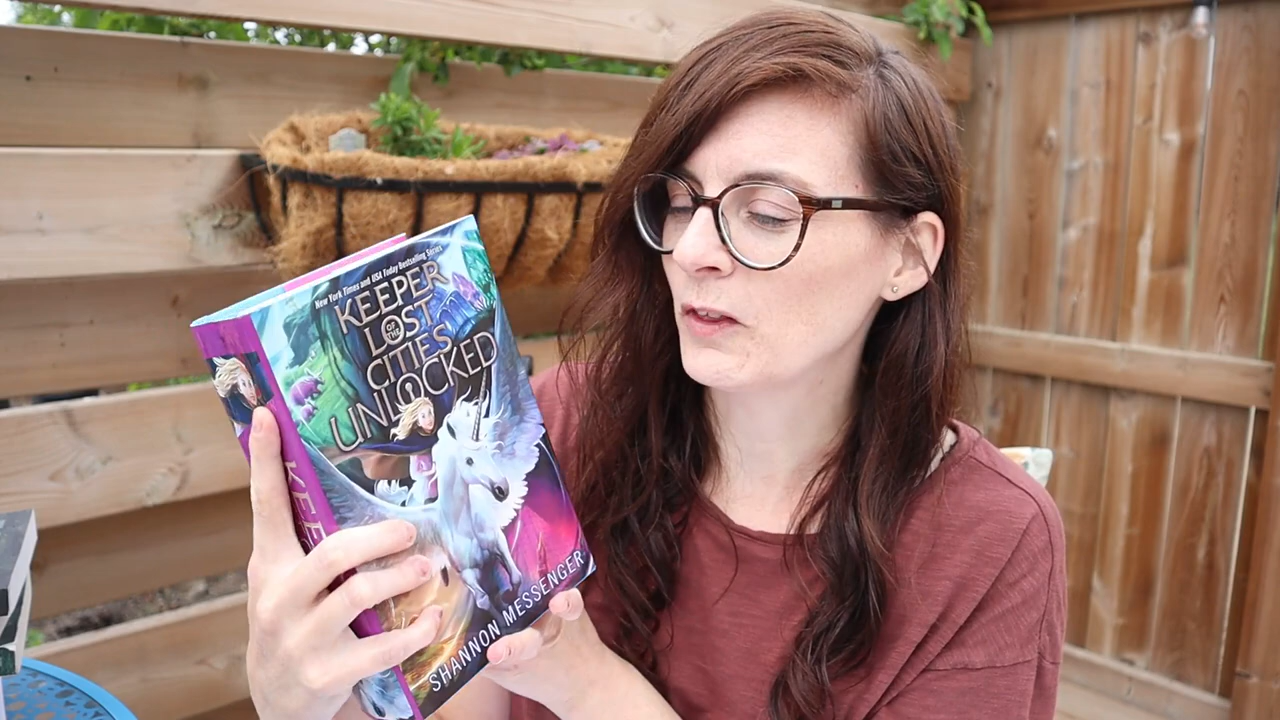 New York Times and USA Today Bestselling Series
KEEPER
OF THE
LOST
CITIES
UNLOCKED
SHANNON MESSENGER
KEE